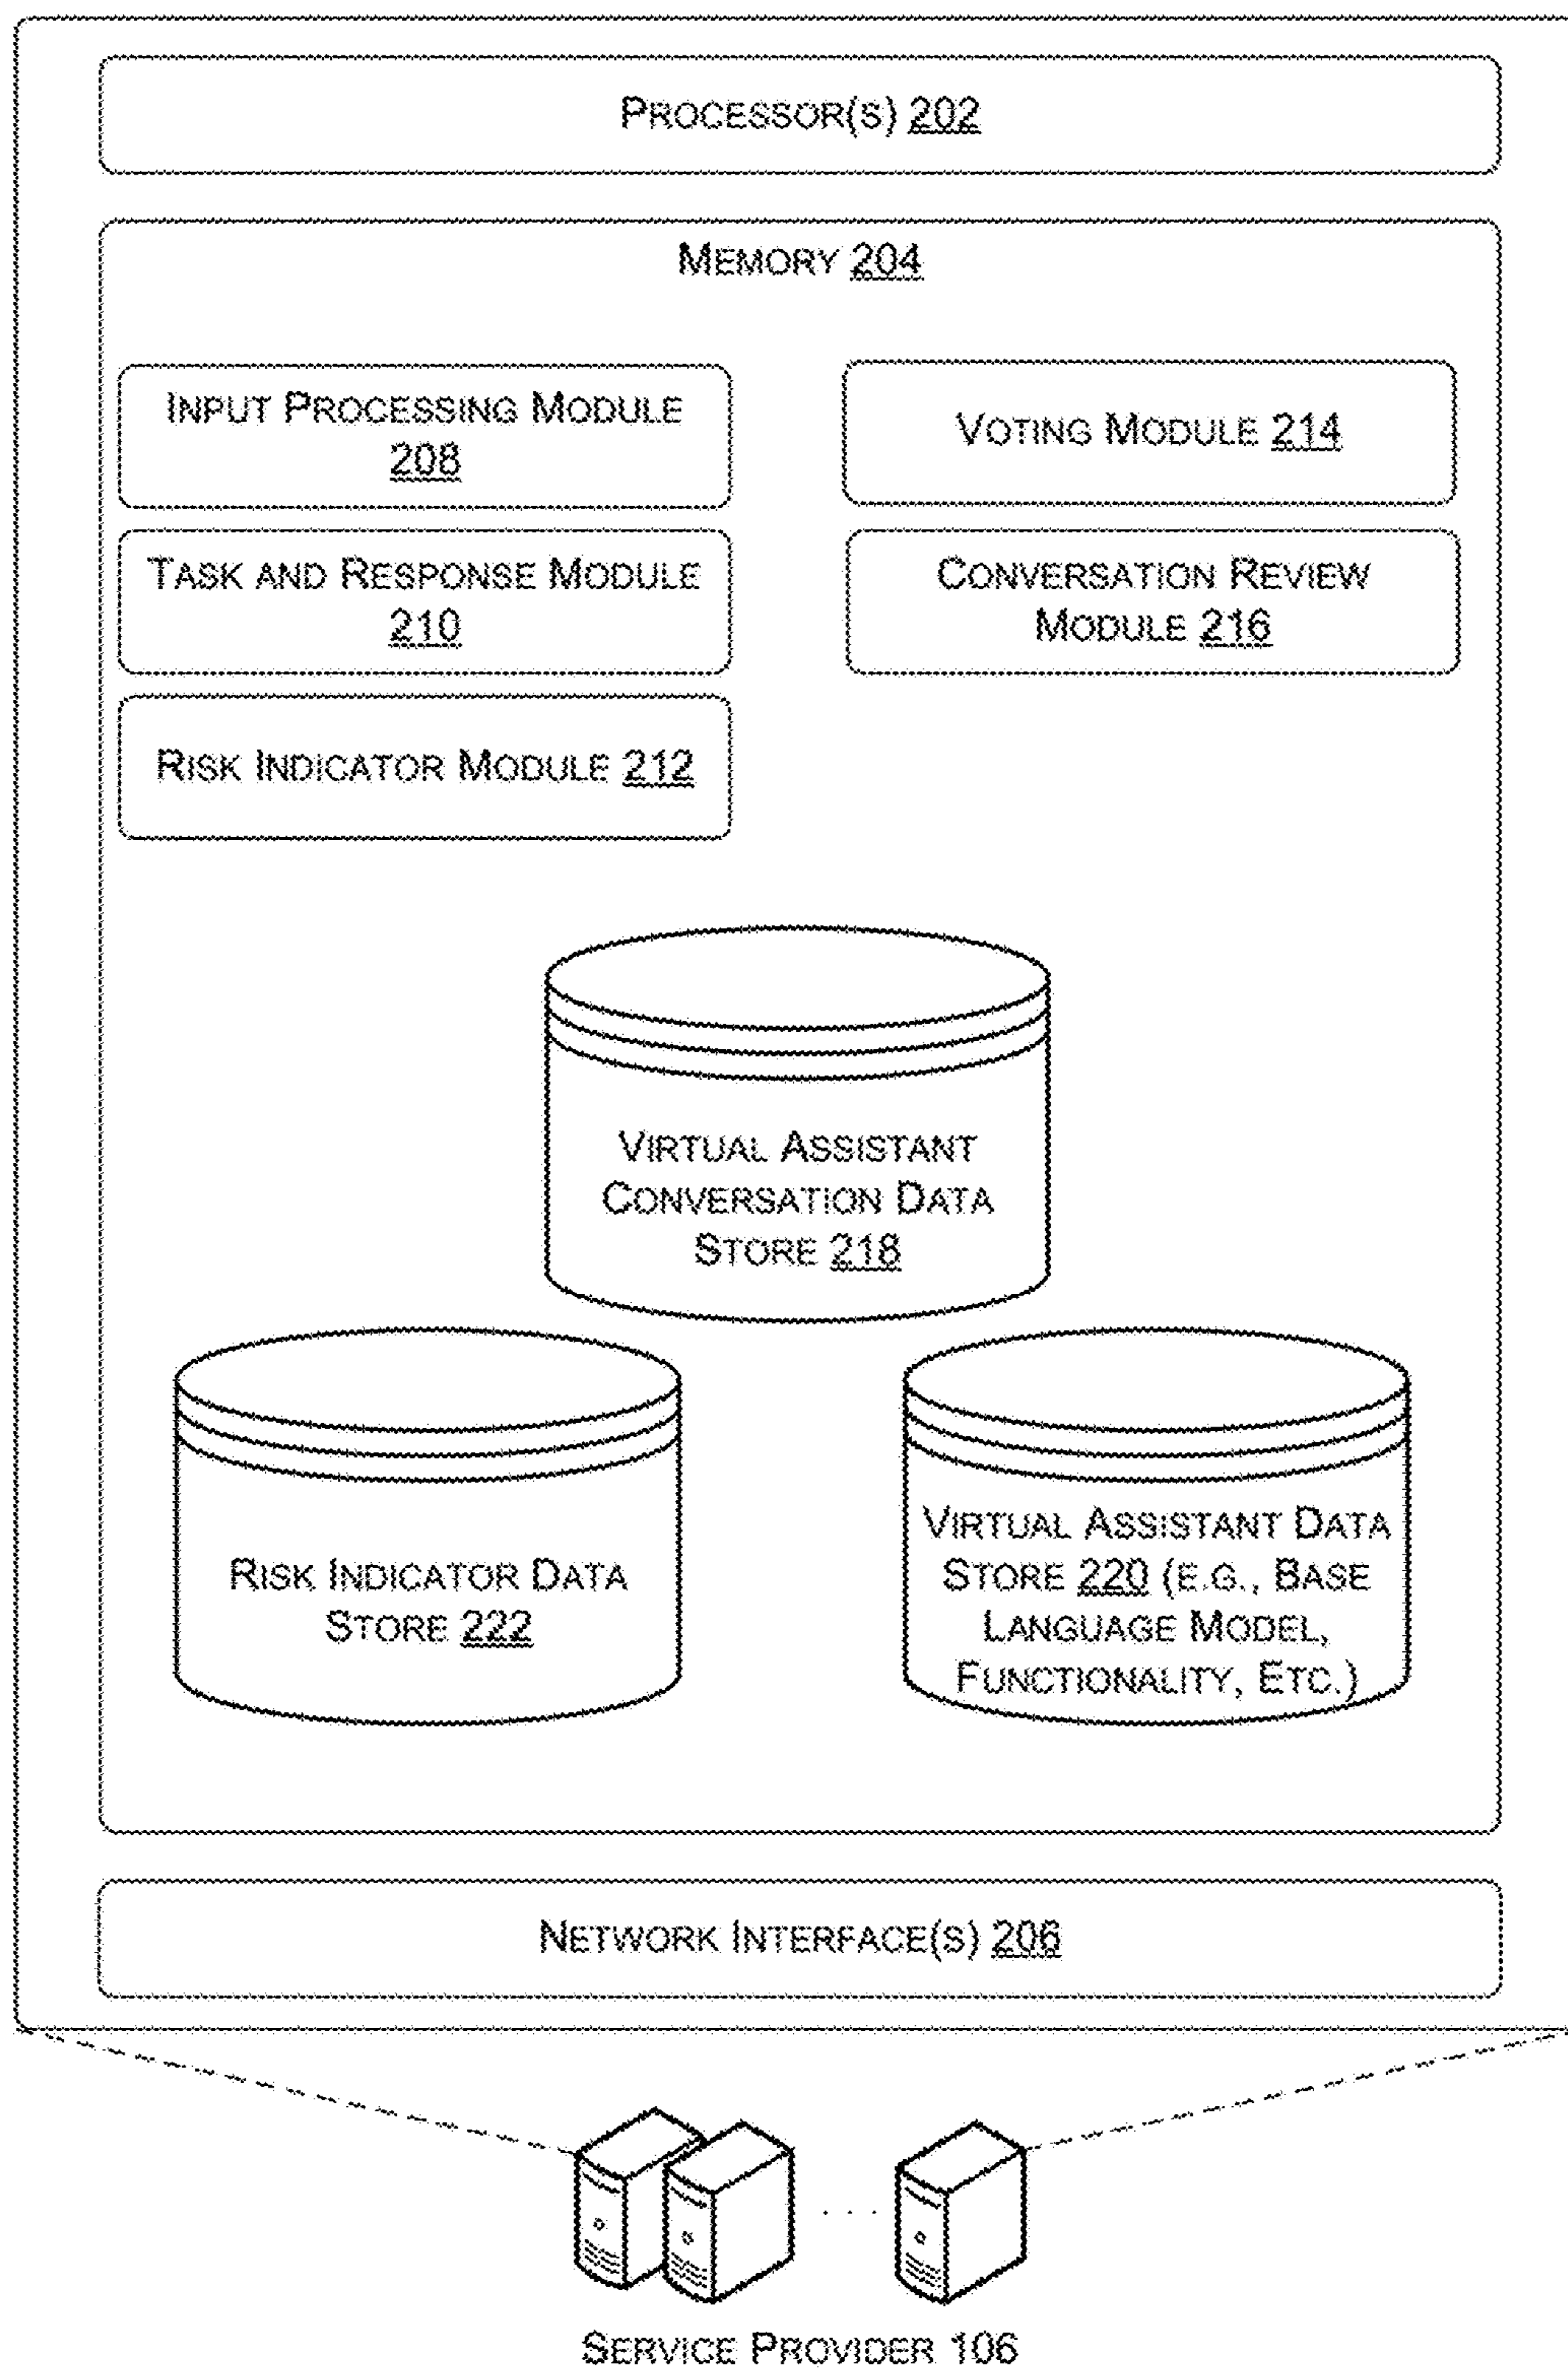 PROCESSOR(S) 202
MEMORY 204
INPUT PROCESSING MODULE
208
VOTING MODULE 214
TASK AND RESPONSE MODULE
210
CONVERSATION REVIEW
MODULE 216
RISK INDICATOR MODULE 212
VIRTUAL ASSISTANT
CONVERSATION DATA
STORE 218
RISK INDICATOR DATA
STORE 222
VIRTUAL ASSISTANT DATA
STORE 220 (E.G., BASE
LANGUAGE MODEL,
FUNCTIONALITY, ETC.)
NETWORK INTERFACE(S) 206
SERVICE PROVIDER 106